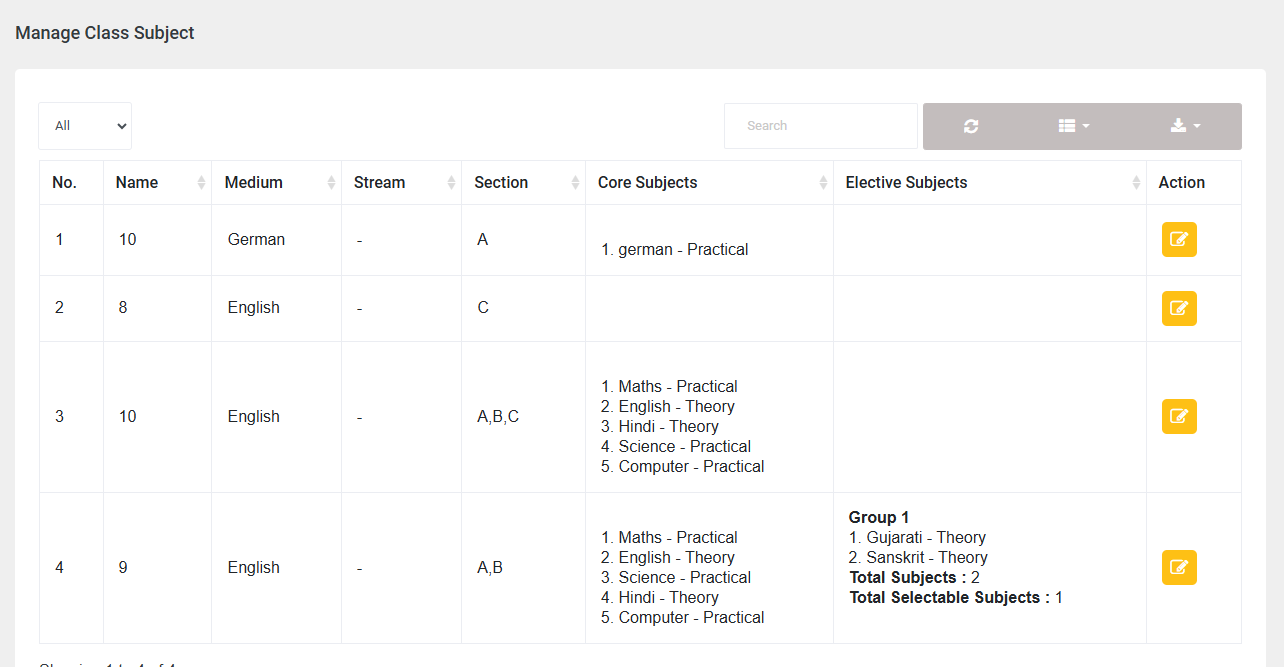 Manage Class Subject
All
Search
No. Name Medium Stream Section Core Subjects Elective Subjects Action
1 10 German - A 1. german - Practical
2 8 English - C
3 10 English - A,B,C
1. Maths - Practical
2. English - Theory
3. Hindi - Theory
4. Science - Practical
5. Computer - Practical
4 9 English - A,B
1. Maths - Practical
2. English - Theory
3. Science - Practical
4. Hindi - Theory
5. Computer - Practical
Group 1
1. Gujarati - Theory
2. Sanskrit - Theory
Total Subjects : 2
Total Selectable Subjects : 1